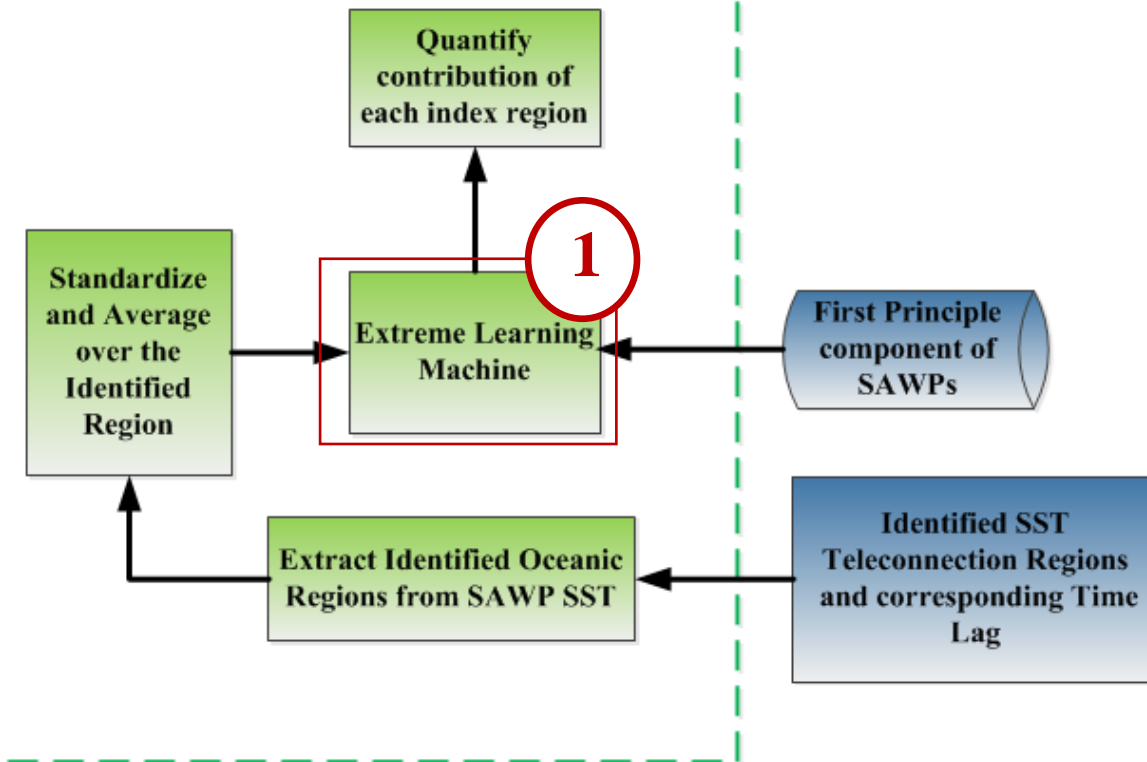 Quantify
contribution of
each index region
1
Standardize
and Average
over the
Identified
Region
Extreme Learning
Machine
First Principle
component of
SAWPs
Extract Identified Oceanic
Regions from SAWP SST
Identified SST
Teleconnection Regions
and corresponding Time
Lag